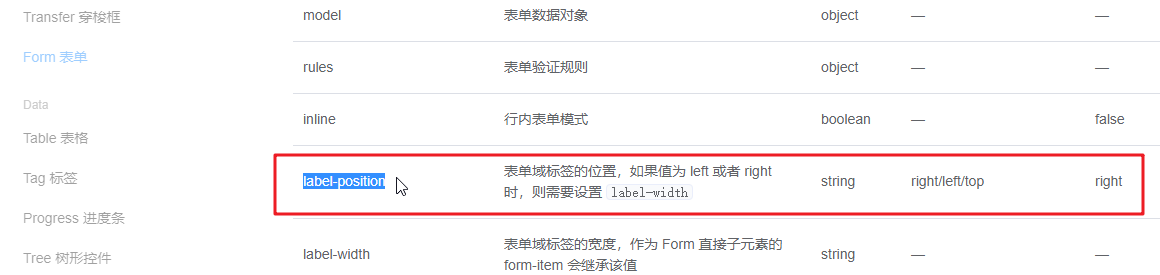 Transfer 穿梭框
Form 表单
Data
Table 表格
Tag 标签
Progress 进度条
Tree 树形控件
model 表单数据对象 object — —
rules 表单验证规则 object — —
inline 行内表单模式 boolean — false
label-position 表单域标签的位置，如果值为 left 或者 right
时，则需要设置 label-width string right/left/top right
label-width 表单域标签的宽度，作为 Form 直接子元素的
form-item 会继承该值 string — —